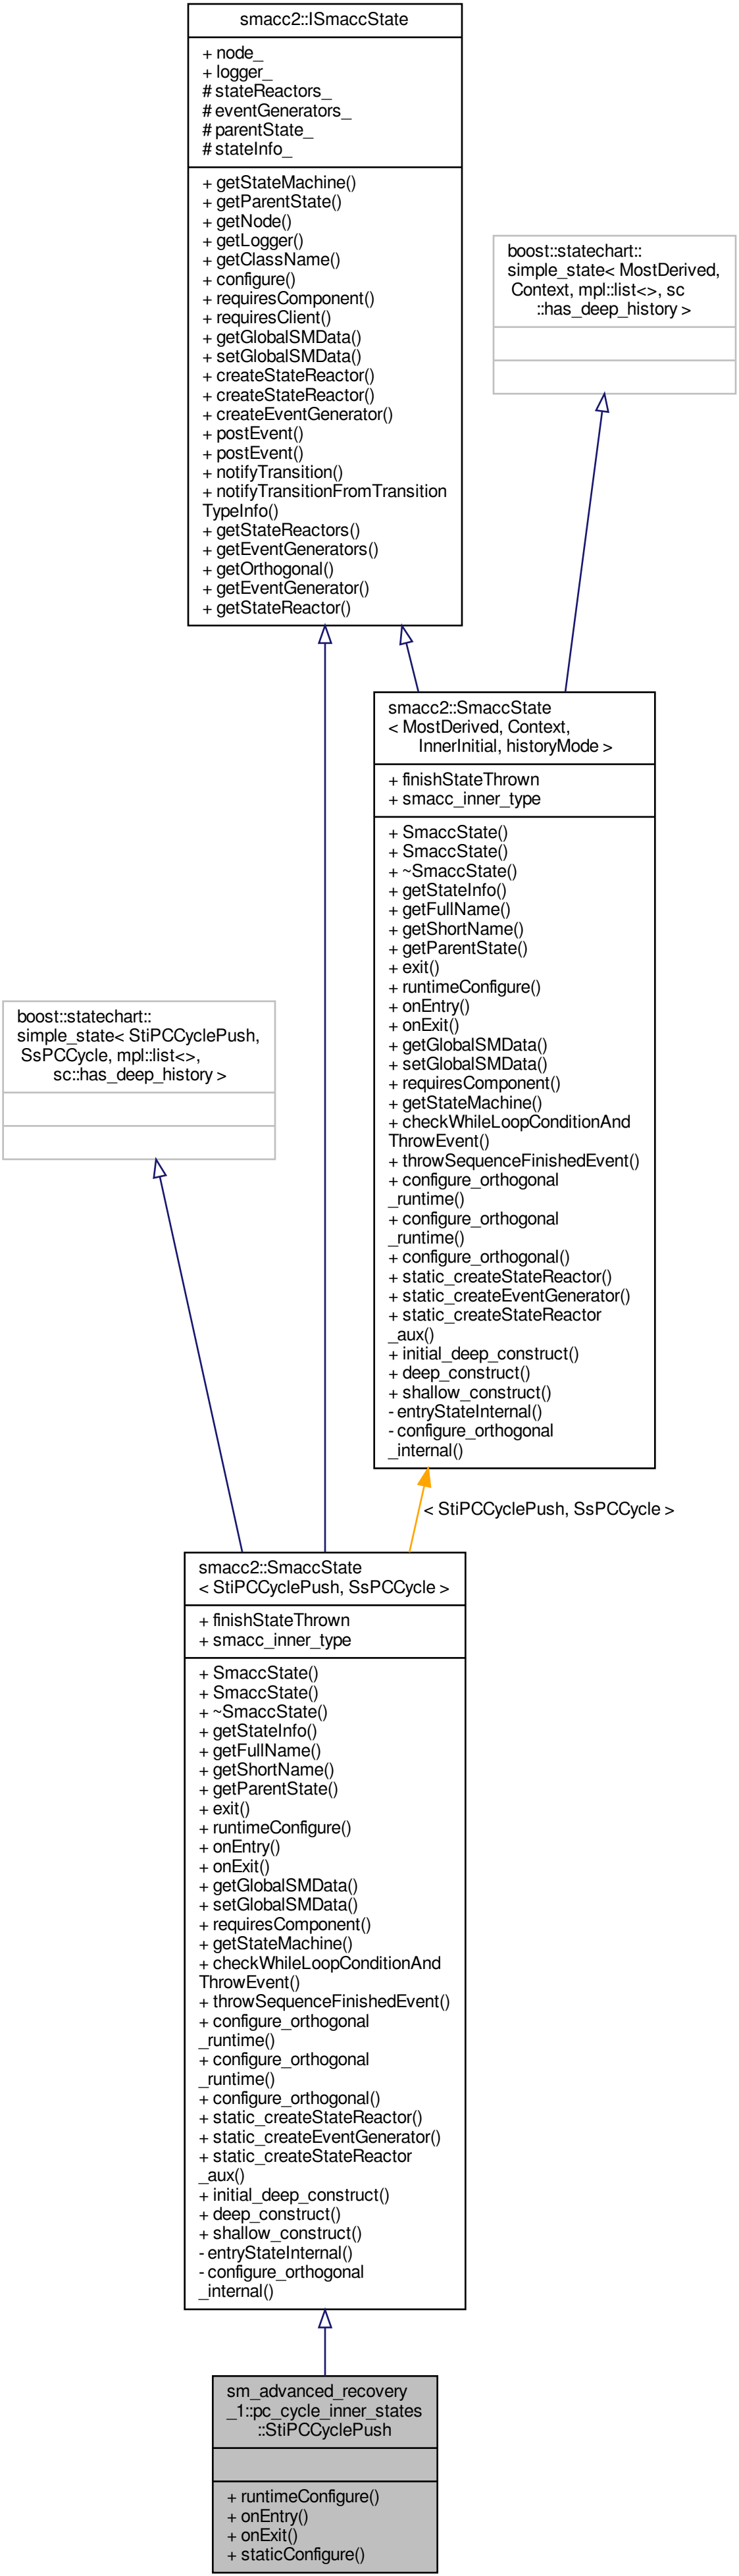 smacc2::ISmaccState
+ node_
+ logger_
# stateReactors_
# eventGenerators_
# parentState_
# stateInfo_
+ getStateMachine()
+ getParentState()
+ getNode()
+ getLogger()
+ getClassName()
+ configure()
+ requiresComponent()
+ requiresClient()
+ getGlobalSMData()
+ setGlobalSMData()
+ createStateReactor()
+ createStateReactor()
+ createEventGenerator()
+ postEvent()
+ postEvent()
+ notifyTransition()
+ notifyTransitionFromTransition
TypeInfo()
+ getStateReactors()
+ getEventGenerators()
+ getOrthogonal()
+ getEventGenerator()
+ getStateReactor()
boost::statechart::
simple_state< MostDerived,
Context, mpl::list<>, sc
::has_deep_history >
smacc2::SmaccState
< MostDerived, Context,
InnerInitial, historyMode >
+ finishStateThrown
+ smacc_inner_type
+ SmaccState()
+ SmaccState()
+ ~SmaccState()
+ getStateInfo()
+ getFullName()
+ getShortName()
+ getParentState()
+ exit()
+ runtimeConfigure()
+ onEntry()
+ onExit()
+ getGlobalSMData()
+ setGlobalSMData()
+ requiresComponent()
+ getStateMachine()
+ checkWhileLoopConditionAnd
ThrowEvent()
+ throwSequenceFinishedEvent()
+ configure_orthogonal
_runtime()
+ configure_orthogonal
_runtime()
+ configure_orthogonal()
+ static_createStateReactor()
+ static_createEventGenerator()
+ static_createStateReactor
_aux()
+ initial_deep_construct()
+ deep_construct()
+ shallow_construct()
- entryStateInternal()
- configure_orthogonal
_internal()
boost::statechart::
simple_state< StiPCCyclePush,
SsPCCycle, mpl::list<>,
sc::has_deep_history >
< StiPCCyclePush, SsPCCycle >
smacc2::SmaccState
< StiPCCyclePush, SsPCCycle >
+ finishStateThrown
+ smacc_inner_type
+ SmaccState()
+ SmaccState()
+ ~SmaccState()
+ getStateInfo()
+ getFullName()
+ getShortName()
+ getParentState()
+ exit()
+ runtimeConfigure()
+ onEntry()
+ onExit()
+ getGlobalSMData()
+ setGlobalSMData()
+ requiresComponent()
+ getStateMachine()
+ checkWhileLoopConditionAnd
ThrowEvent()
+ throwSequenceFinishedEvent()
+ configure_orthogonal
_runtime()
+ configure_orthogonal
_runtime()
+ configure_orthogonal()
+ static_createStateReactor()
+ static_createEventGenerator()
+ static_createStateReactor
_aux()
+ initial_deep_construct()
+ deep_construct()
+ shallow_construct()
- entryStateInternal()
- configure_orthogonal
_internal()
sm_advanced_recovery
_1::pc_cycle_inner_states
::StiPCCyclePush
+ runtimeConfigure()
+ onEntry()
+ onExit()
+ staticConfigure()